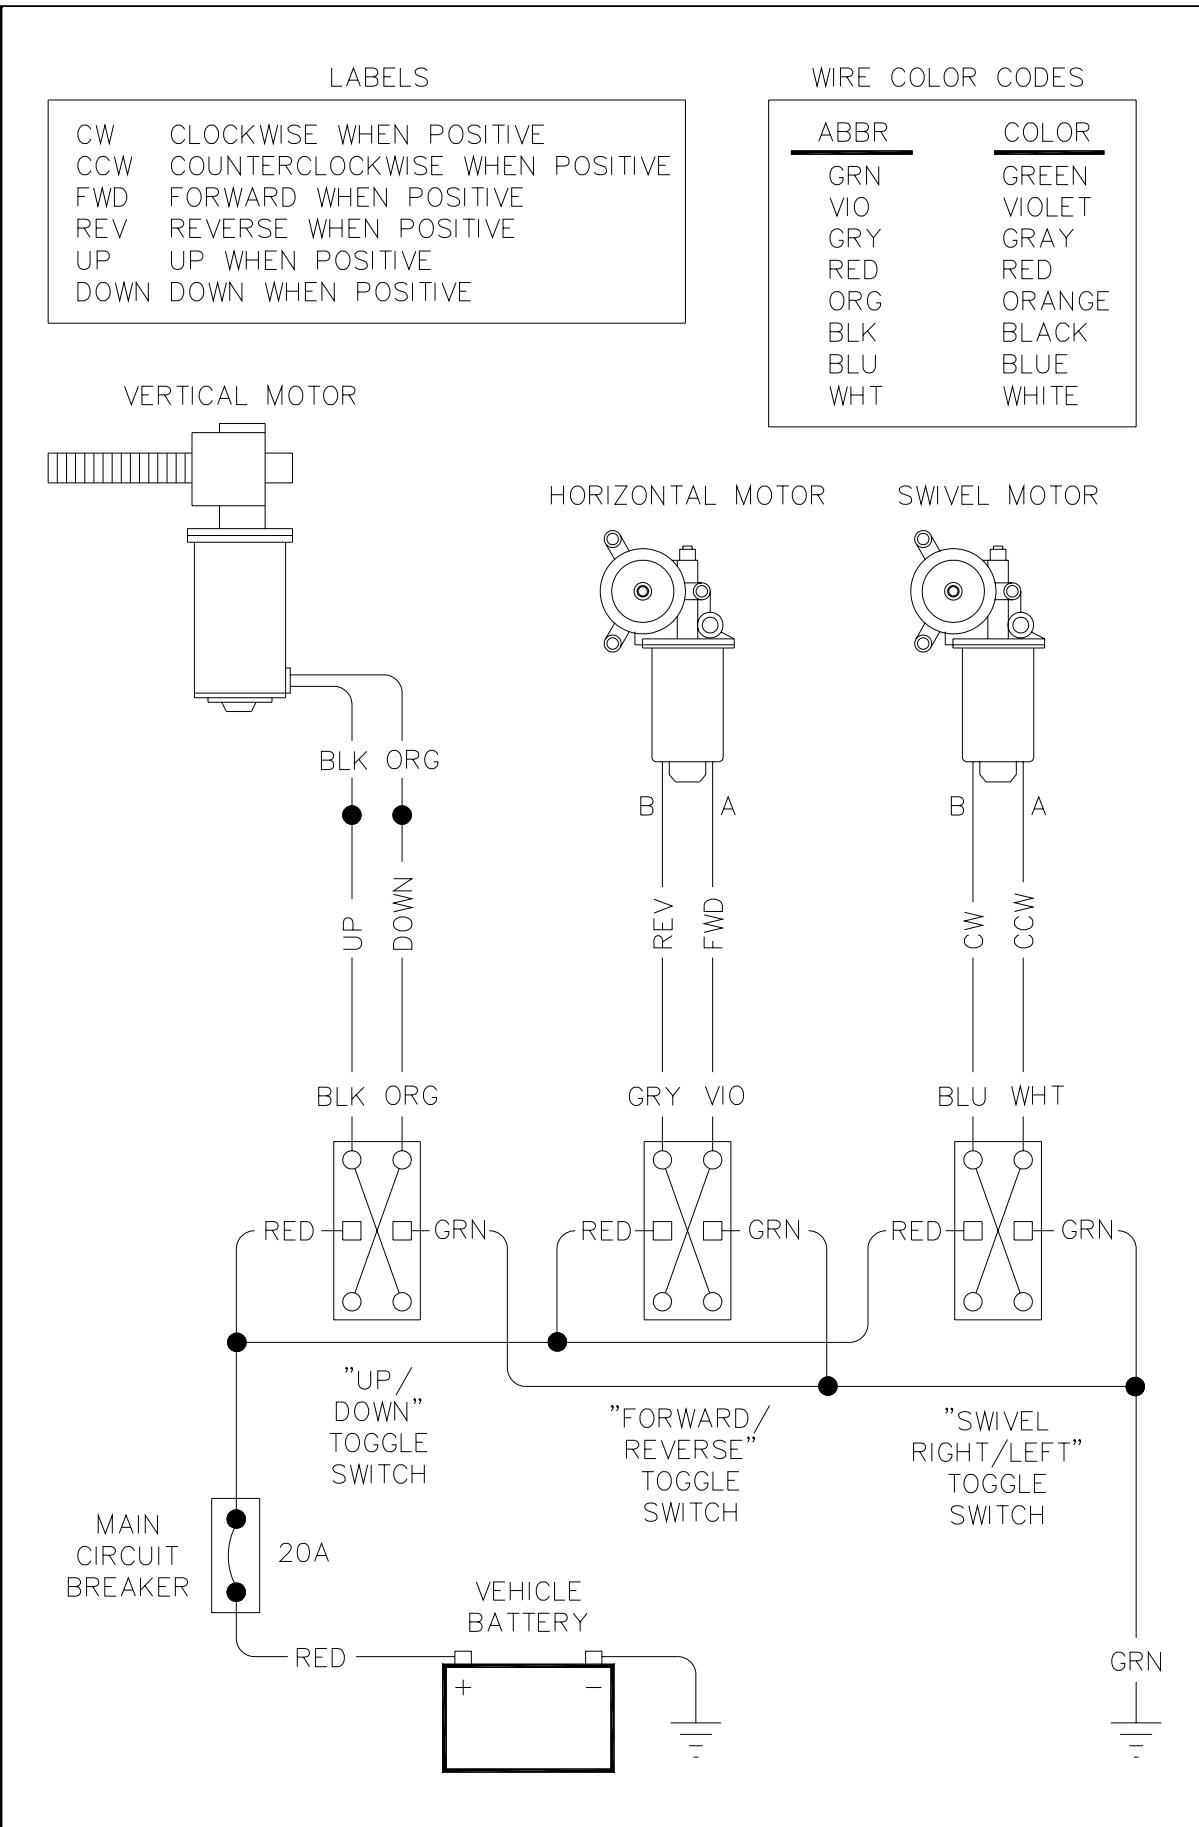 LABELS
CW CLOCKWISE WHEN POSITIVE
CCW COUNTERCLOCKWISE WHEN POSITIVE
FWD FORWARD WHEN POSITIVE
REV REVERSE WHEN POSITIVE
UP UP WHEN POSITIVE
DOWN DOWN WHEN POSITIVE
WIRE COLOR CODES
ABBR COLOR
GRN GREEN
VIO VIOLET
GRY GRAY
RED RED
ORG ORANGE
BLK BLACK
BLU BLUE
WHT WHITE
VERTICAL MOTOR
HORIZONTAL MOTOR
SWIVEL MOTOR
BLK ORG
B A
B A
UP
DOWN
REV
FWD
CW
CCW
BLK ORG
GRY VIO
BLU WHT
RED
GRN
RED
GRN
RED
GRN
"UP/
DOWN"
TOGGLE
SWITCH
"FORWARD/
REVERSE"
TOGGLE
SWITCH
"SWIVEL
RIGHT/LEFT"
TOGGLE
SWITCH
MAIN
CIRCUIT
BREAKER
20A
VEHICLE
BATTERY
RED
+ −
GRN